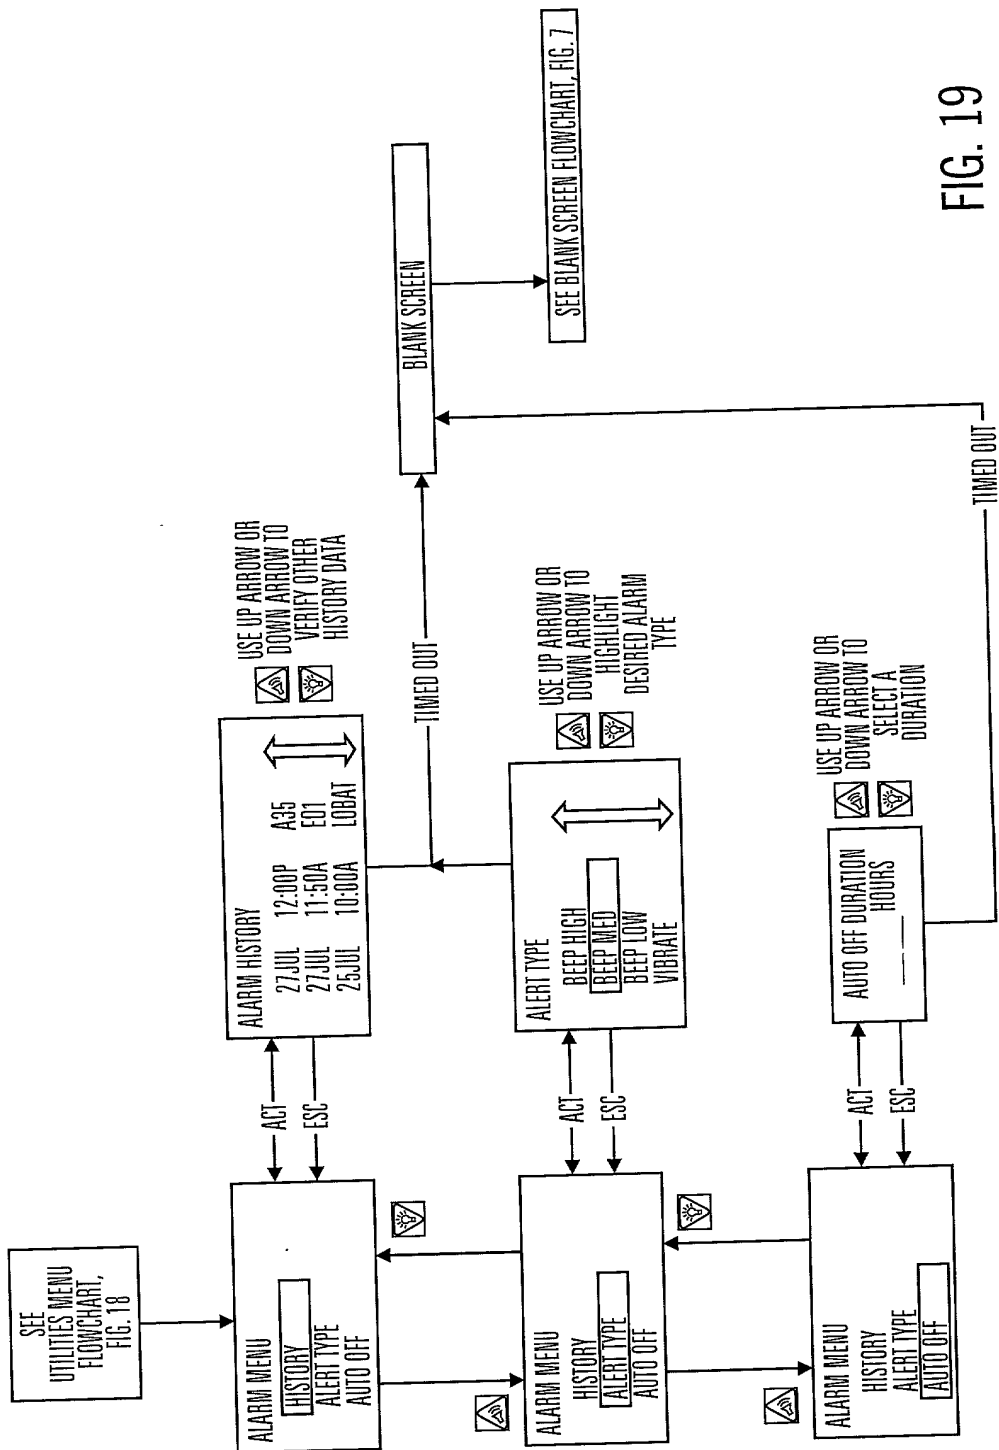 SEE
UTILITIES MENU
FLOWCHART,
FIG. 18
ALARM MENU
HISTORY
ALERT TYPE
AUTO OFF
ACT
ESC
ALARM HISTORY
27JUL 12:00P A35
27JUL 11:50A E01
25JUL 10:00A LOBAT
USE UP ARROW OR
DOWN ARROW TO
VERIFY OTHER
HISTORY DATA
TIMED OUT
BLANK SCREEN
SEE BLANK SCREEN FLOWCHART, FIG. 7
ALARM MENU
HISTORY
ALERT TYPE
AUTO OFF
ACT
ESC
ALERT TYPE
BEEP HIGH
BEEP MED
BEEP LOW
VIBRATE
USE UP ARROW OR
DOWN ARROW TO
HIGHLIGHT
DESIRED ALARM
TYPE
ALARM MENU
HISTORY
ALERT TYPE
AUTO OFF
ACT
ESC
AUTO OFF DURATION
HOURS
USE UP ARROW OR
DOWN ARROW TO
SELECT A
DURATION
TIMED OUT
FIG. 19